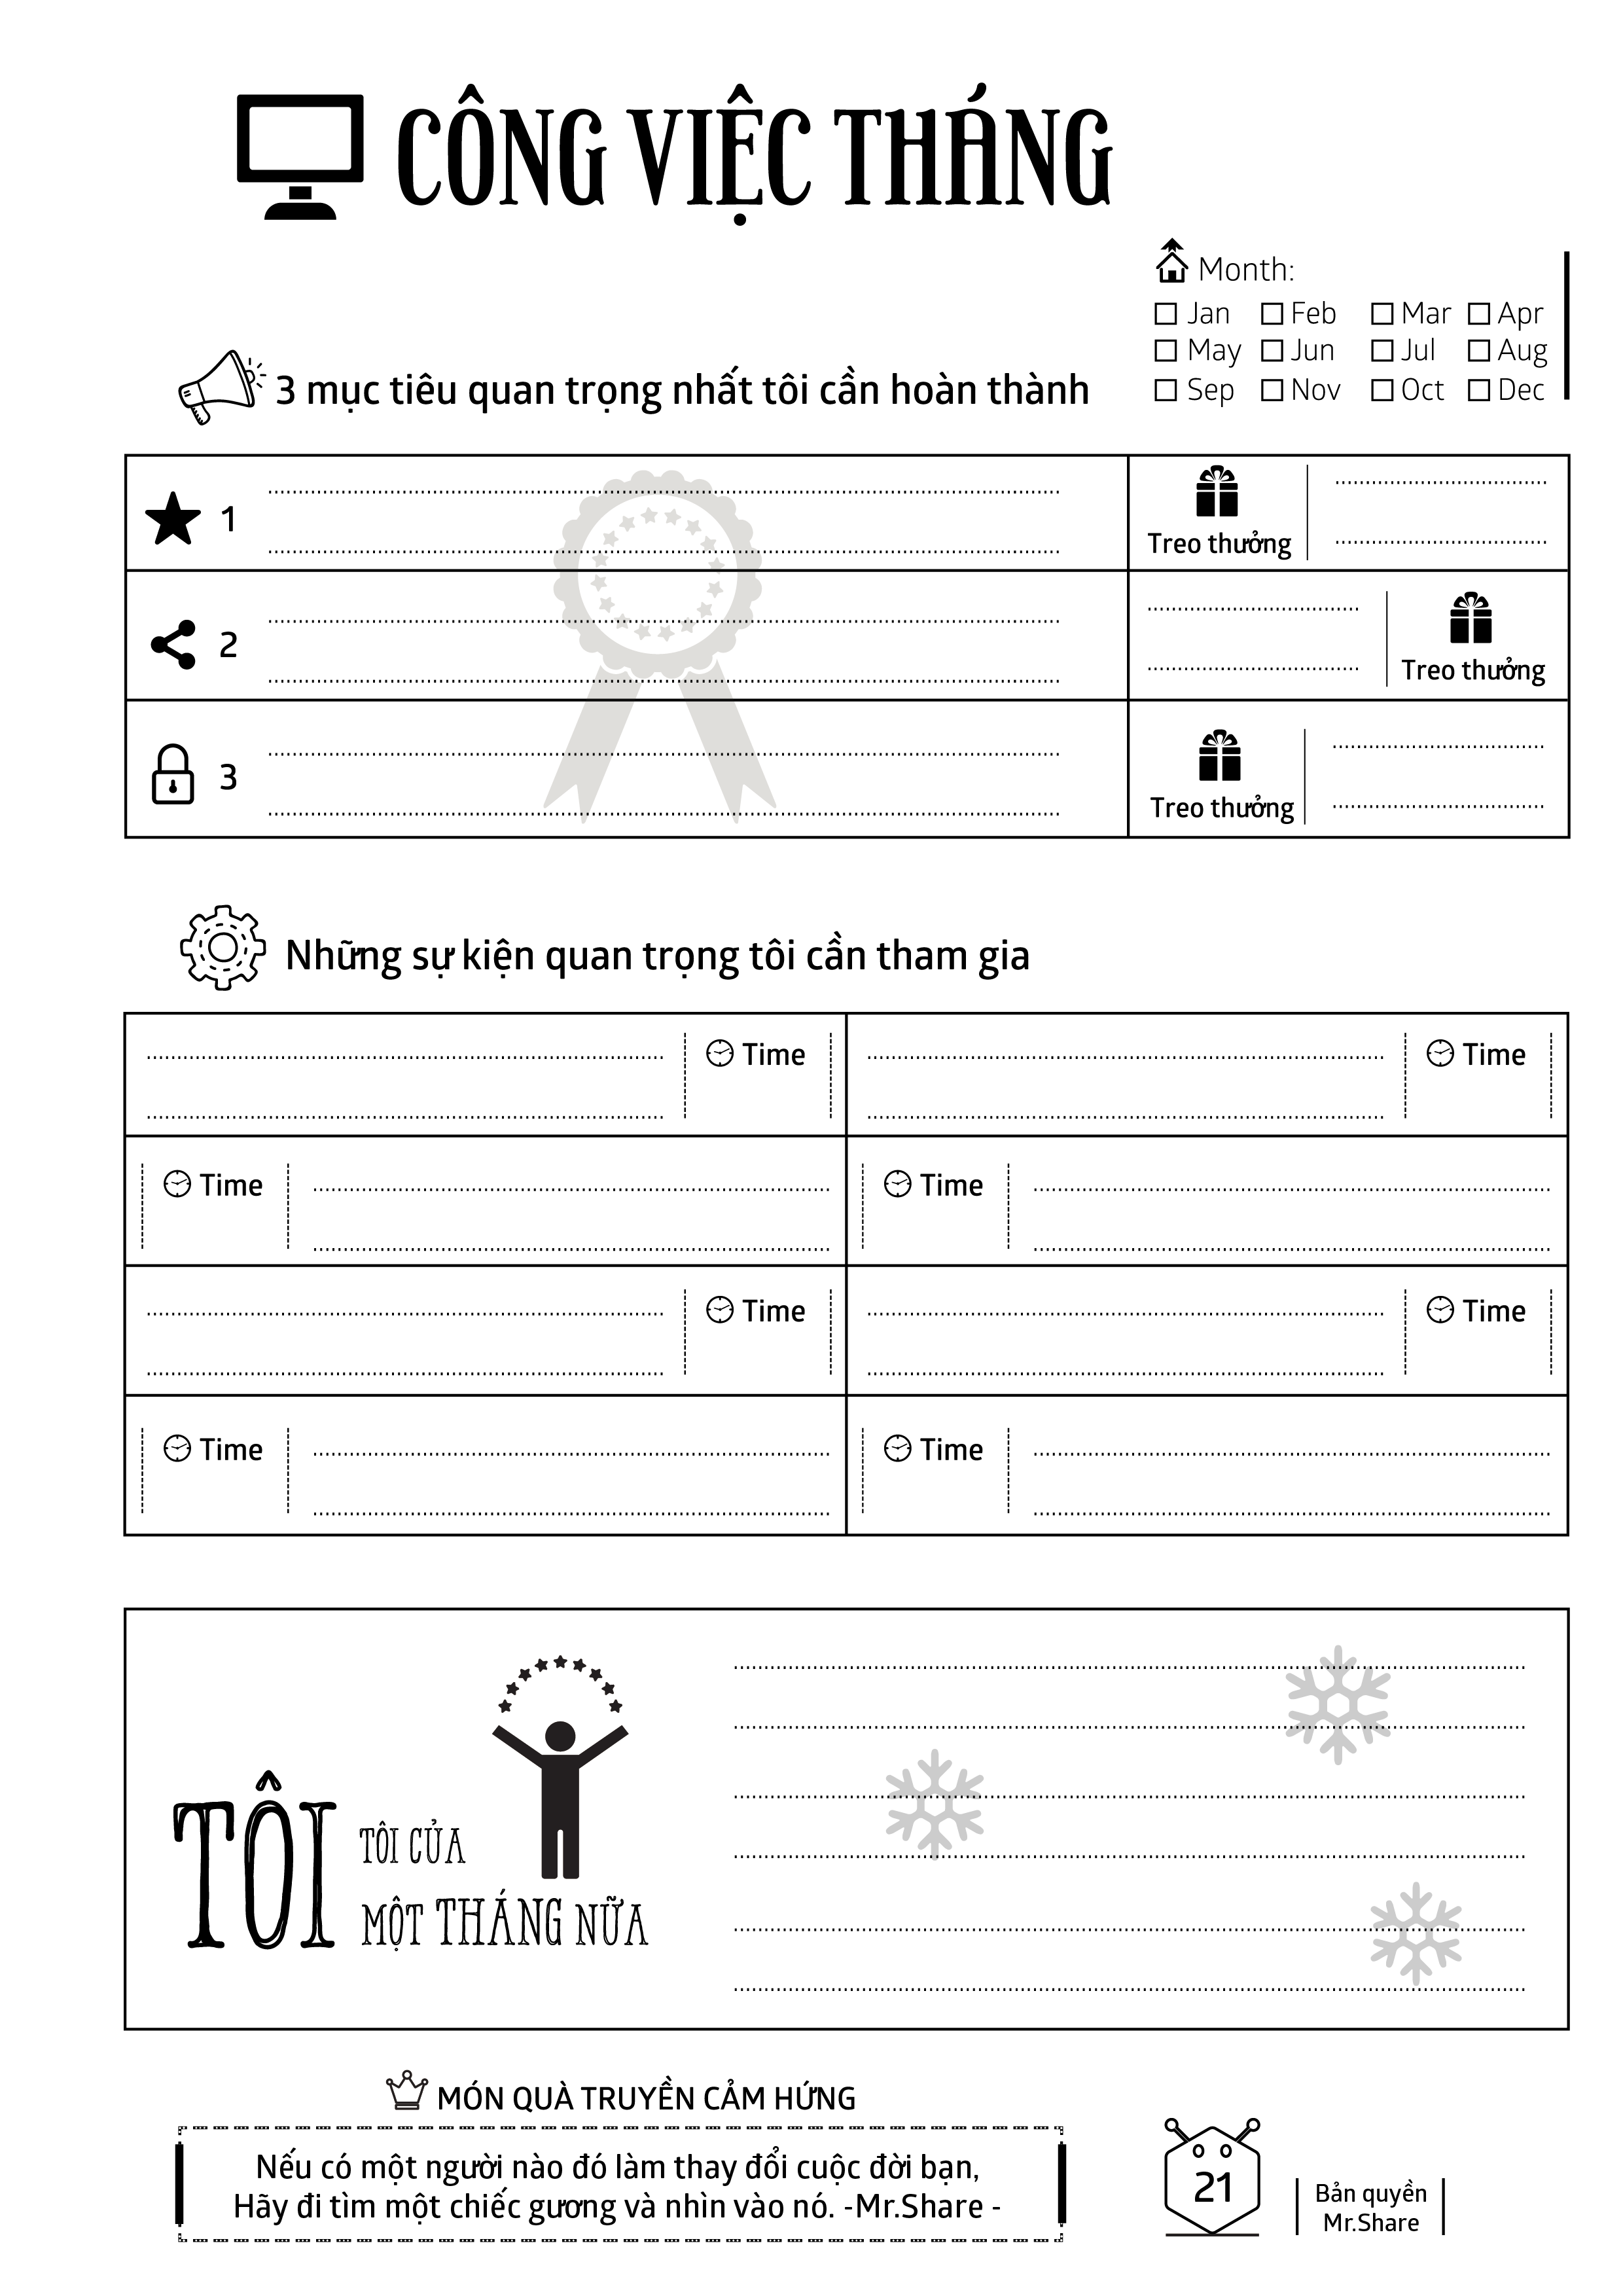 CÔNG VIỆC THÁNG
Month:
Jan Feb Mar Apr
May Jun Jul Aug
Sep Nov Oct Dec
3 mục tiêu quan trọng nhất tôi cần hoàn thành
1
Treo thưởng
2
Treo thưởng
3
Treo thưởng
Những sự kiện quan trọng tôi cần tham gia
Time Time
Time Time
Time Time
Time Time
TÔI
TÔI CỦA
MỘT THÁNG NỮA
MÓN QUÀ TRUYỀN CẢM HỨNG
Nếu có một người nào đó làm thay đổi cuộc đời bạn,
Hãy đi tìm một chiếc gương và nhìn vào nó. -Mr.Share -
21
Bản quyền
Mr.Share